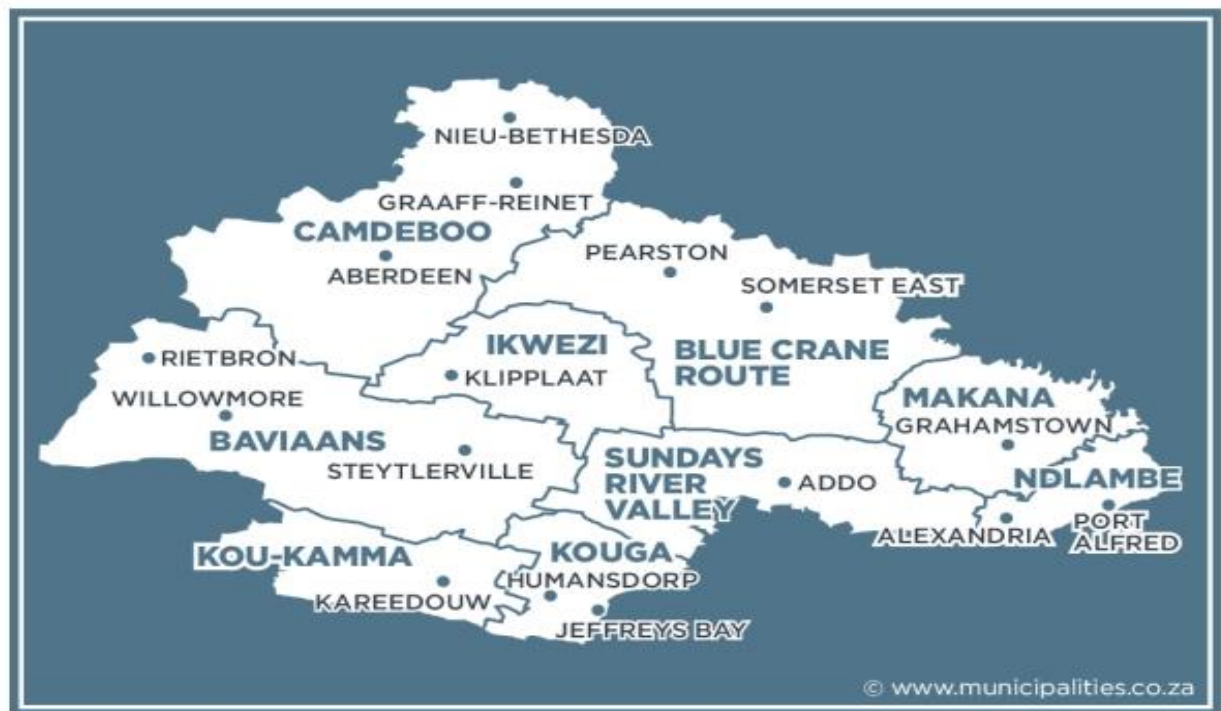 NIEU-BETHESDA
GRAAFF-REINET
CAMDEBOO
ABERDEEN
PEARSTON
SOMERSET EAST
RIETBRON
IKWEZI
KLIPPLAAT
BLUE CRANE
ROUTE
WILLOWMORE
BAVIAANS
STEYTLERVILLE
MAKANA
GRAHAMSTOWN
SUNDAYS
RIVER
VALLEY
ADDO
NDLAMBE
ALEXANDRIA
PORT
ALFRED
KOU-KAMMA
KAREEDOUW
KOUGA
HUMANSDORP
JEFFREYS BAY
© www.municipalities.co.za